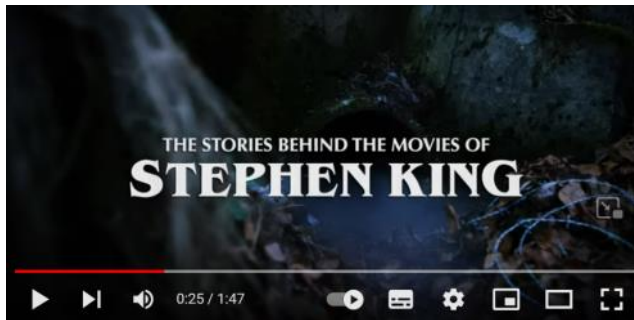 THE STORIES BEHIND THE MOVIES OF
STEPHEN KING
0:25 / 1:47